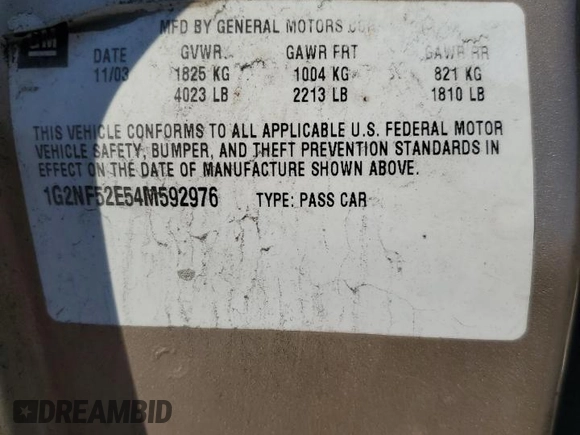 GM
MFD BY GENERAL MOTORS COR
DATE GVWR GAWR FRT GAWR RR
11/03 1825 KG 1004 KG 821 KG
4023 LB 2213 LB 1810 LB
THIS VEHICLE CONFORMS TO ALL APPLICABLE U.S. FEDERAL MOTOR
VEHICLE SAFETY, BUMPER, AND THEFT PREVENTION STANDARDS IN
EFFECT ON THE DATE OF MANUFACTURE SHOWN ABOVE.
1G2NF52E54M592976 TYPE: PASS CAR
DREAMBID